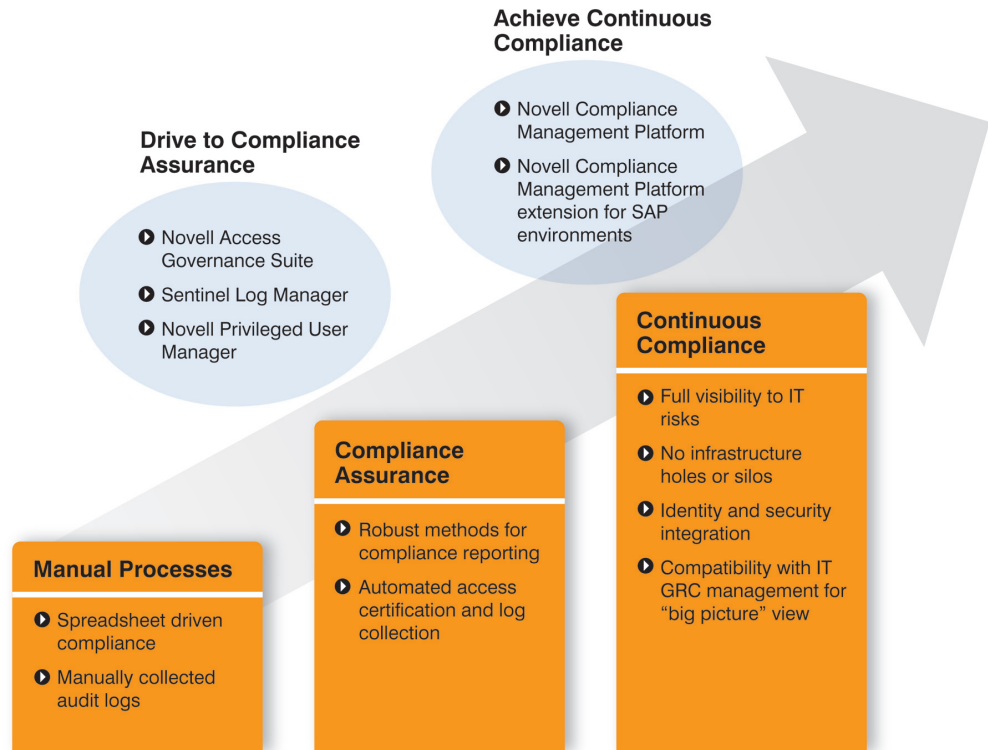 Achieve Continuous
Compliance
Novell Compliance
Management Platform
Novell Compliance
Management Platform
extension for SAP
environments
Drive to Compliance
Assurance
Novell Access
Governance Suite
Sentinel Log Manager
Novell Privileged User
Manager
Manual Processes
Spreadsheet driven
compliance
Manually collected
audit logs
Compliance
Assurance
Robust methods for
compliance reporting
Automated access
certification and log
collection
Continuous
Compliance
Full visibility to IT
risks
No infrastructure
holes or silos
Identity and security
integration
Compatibility with IT
GRC management for
“big picture” view